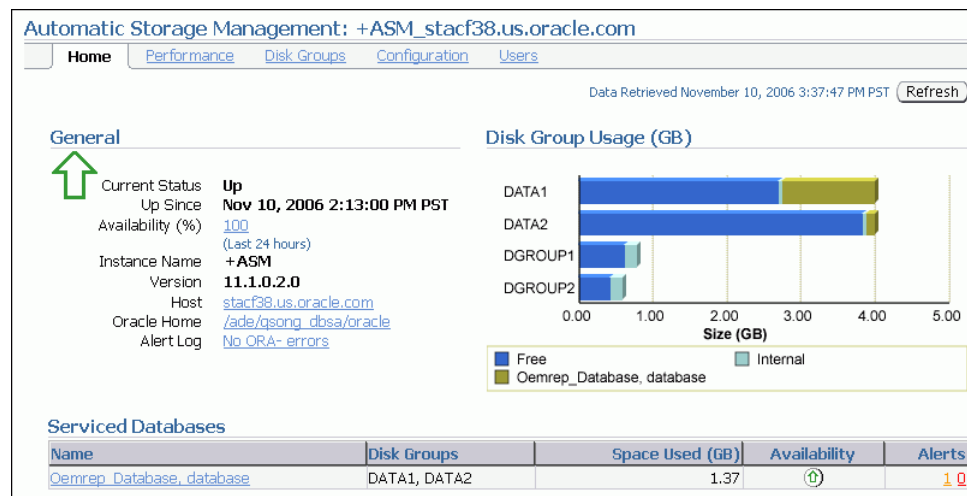 Automatic Storage Management: +ASM_stacf38.us.oracle.com
Home Performance Disk Groups Configuration Users
Data Retrieved November 10, 2006 3:37:47 PM PST Refresh
General
Current Status Up
Up Since Nov 10, 2006 2:13:00 PM PST
Availability (%) 100
(Last 24 hours)
Instance Name +ASM
Version 11.1.0.2.0
Host stacf38.us.oracle.com
Oracle Home /ade/qsong_dbsa/oracle
Alert Log No ORA- errors
Disk Group Usage (GB)
DATA1
DATA2
DGROUP1
DGROUP2
0.00 1.00 2.00 3.00 4.00 5.00
Size (GB)
Free Internal
Oemrep_Database, database
Serviced Databases
Name Disk Groups Space Used (GB) Availability Alerts
Oemrep_Database, database DATA1, DATA2 1.37 1 0